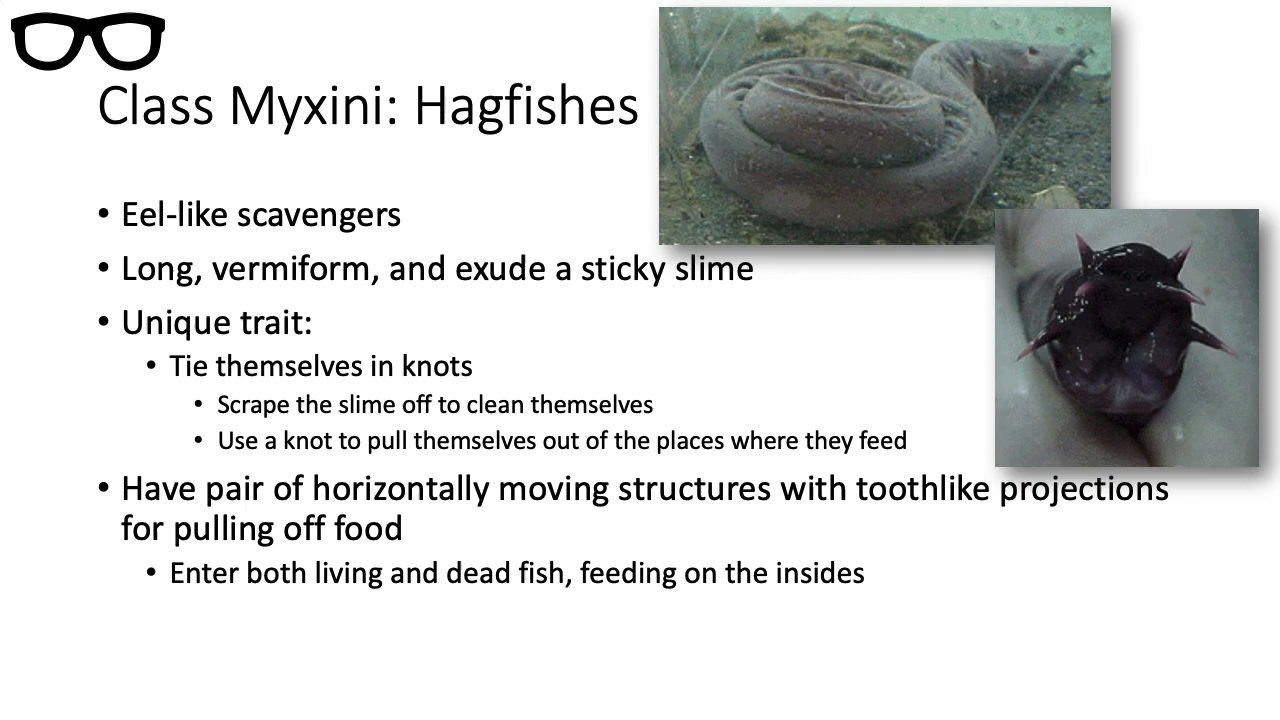 Class Myxini: Hagfishes
• Eel-like scavengers
• Long, vermiform, and exude a sticky slime
• Unique trait:
• Tie themselves in knots
• Scrape the slime off to clean themselves
• Use a knot to pull themselves out of the places where they feed
• Have pair of horizontally moving structures with toothlike projections
for pulling off food
• Enter both living and dead fish, feeding on the insides